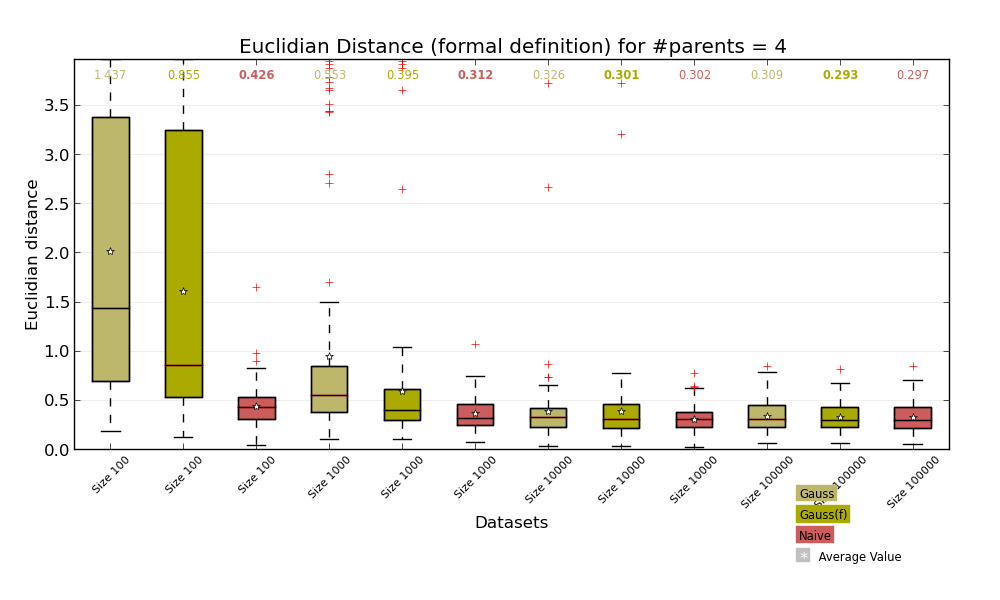 Euclidian Distance (formal definition) for #parents = 4
1.437 0.855 0.426 0.553 0.395 0.312 0.326 0.301 0.302 0.309 0.293 0.297
3.5
3.0
2.5
2.0
1.5
1.0
0.5
0.0
Euclidian distance
Size 100 Size 100 Size 100 Size 1000 Size 1000 Size 1000 Size 10000 Size 10000 Size 10000 Size 100000 Size 100000 Size 100000
Datasets
Gauss
Gauss(f)
Naive
Average Value